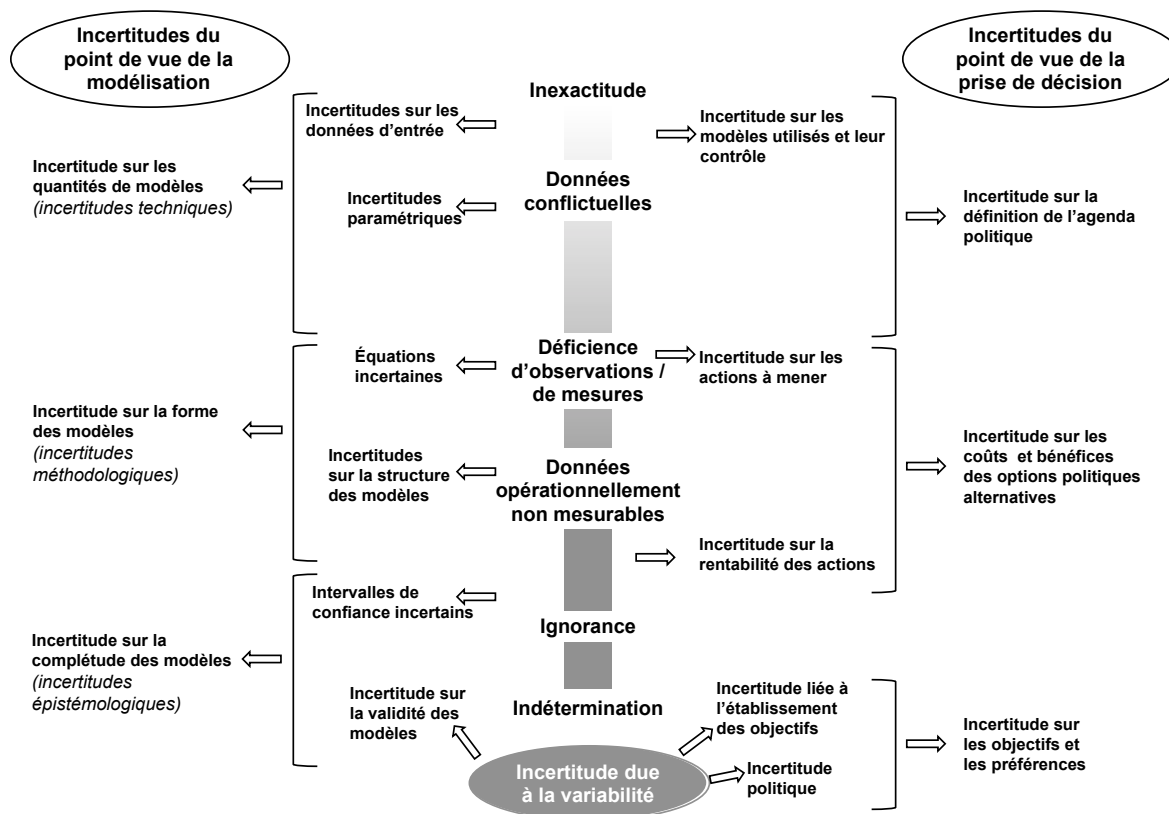 Incertitudes du
point de vue de la
modélisation
Incertitudes du
point de vue de la
prise de décision
Inexactitude
Incertitudes sur les
données d'entrée
Incertitude sur les
modèles utilisés et leur
contrôle
Incertitude sur les
quantités de modèles
(incertitudes techniques)
Données
conflictuelles
Incertitudes
paramétriques
Incertitude sur la
définition de l'agenda
politique
Équations
incertaines
Déficience
d'observations /
de mesures
Incertitude sur les
actions à mener
Incertitude sur la forme
des modèles
(incertitudes
méthodologiques)
Incertitudes
sur la structure
des modèles
Données
opérationnellement
non mesurables
Incertitude sur les
coûts et bénéfices
des options politiques
alternatives
Incertitude sur la
rentabilité des actions
Intervalles de
confiance incertains
Ignorance
Incertitude sur la
complétude des modèles
(incertitudes
épistémologiques)
Incertitude sur
la validité des
modèles
Indétermination
Incertitude liée à
l'établissement
des objectifs
Incertitude sur
les objectifs et
les préférences
Incertitude due
à la variabilité
Incertitude
politique